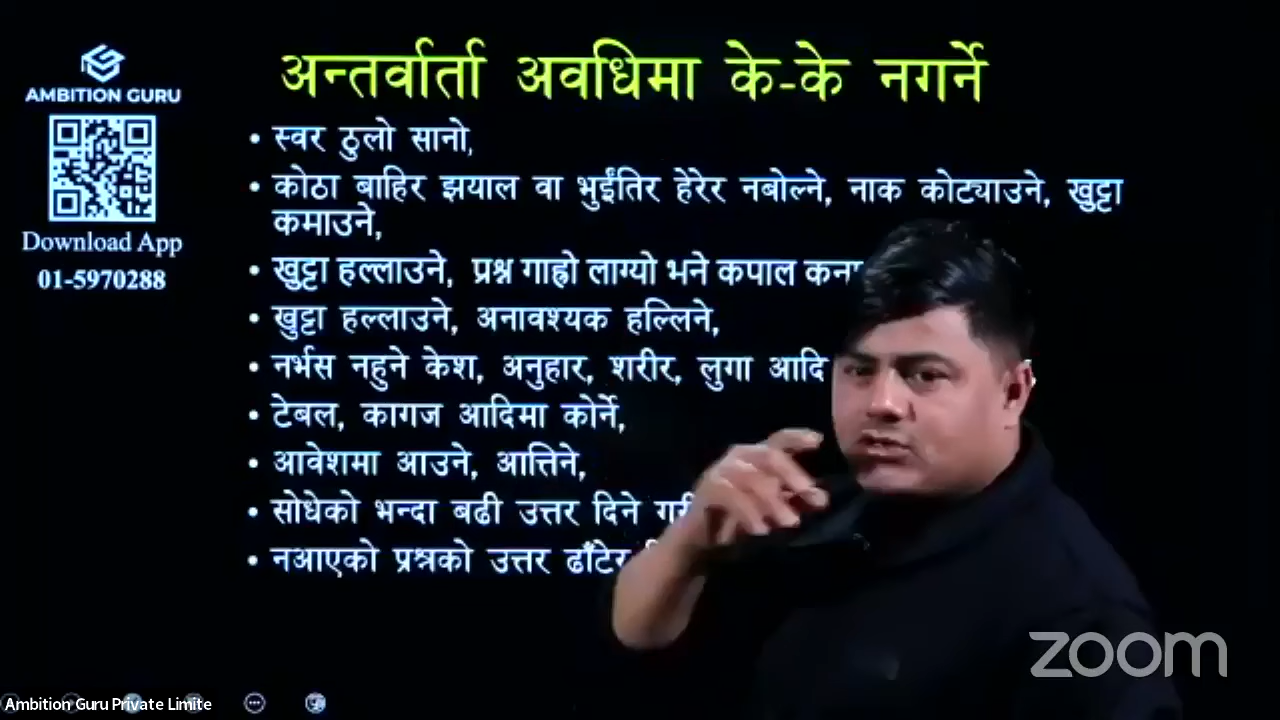 AMBITION GURU
Download App
01-5970288
अन्तर्वार्ता अवधिमा के-के नगर्ने
• स्वर ठुलो सानो,
• कोठा बाहिर झयाल वा भुईंतिर हेरेर नबोल्ने, नाक कोट्याउने, खुट्टा
कमाउने,
• खुट्टा हल्लाउने, प्रश्न गाह्रो लाग्यो भने कपाल
• खुट्टा हल्लाउने, अनावश्यक हल्लिने,
• नर्भस नहुने केश, अनुहार, शरीर, लुगा आदि
• टेबल, कागज आदिमा कोर्ने,
• आवेशमा आउने, आत्तिने,
• सोधेको भन्दा बढी उत्तर दिने
• नआएको प्रश्नको उत्तर ढाँटेर
zoom
Ambition Guru Private Limite